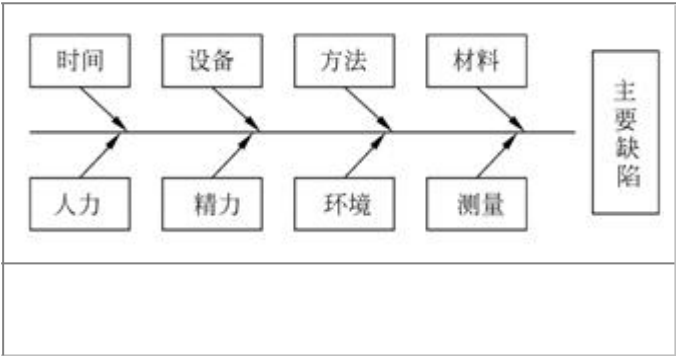 时间 设备 方法 材料
主要缺陷
人力 精力 环境 测量